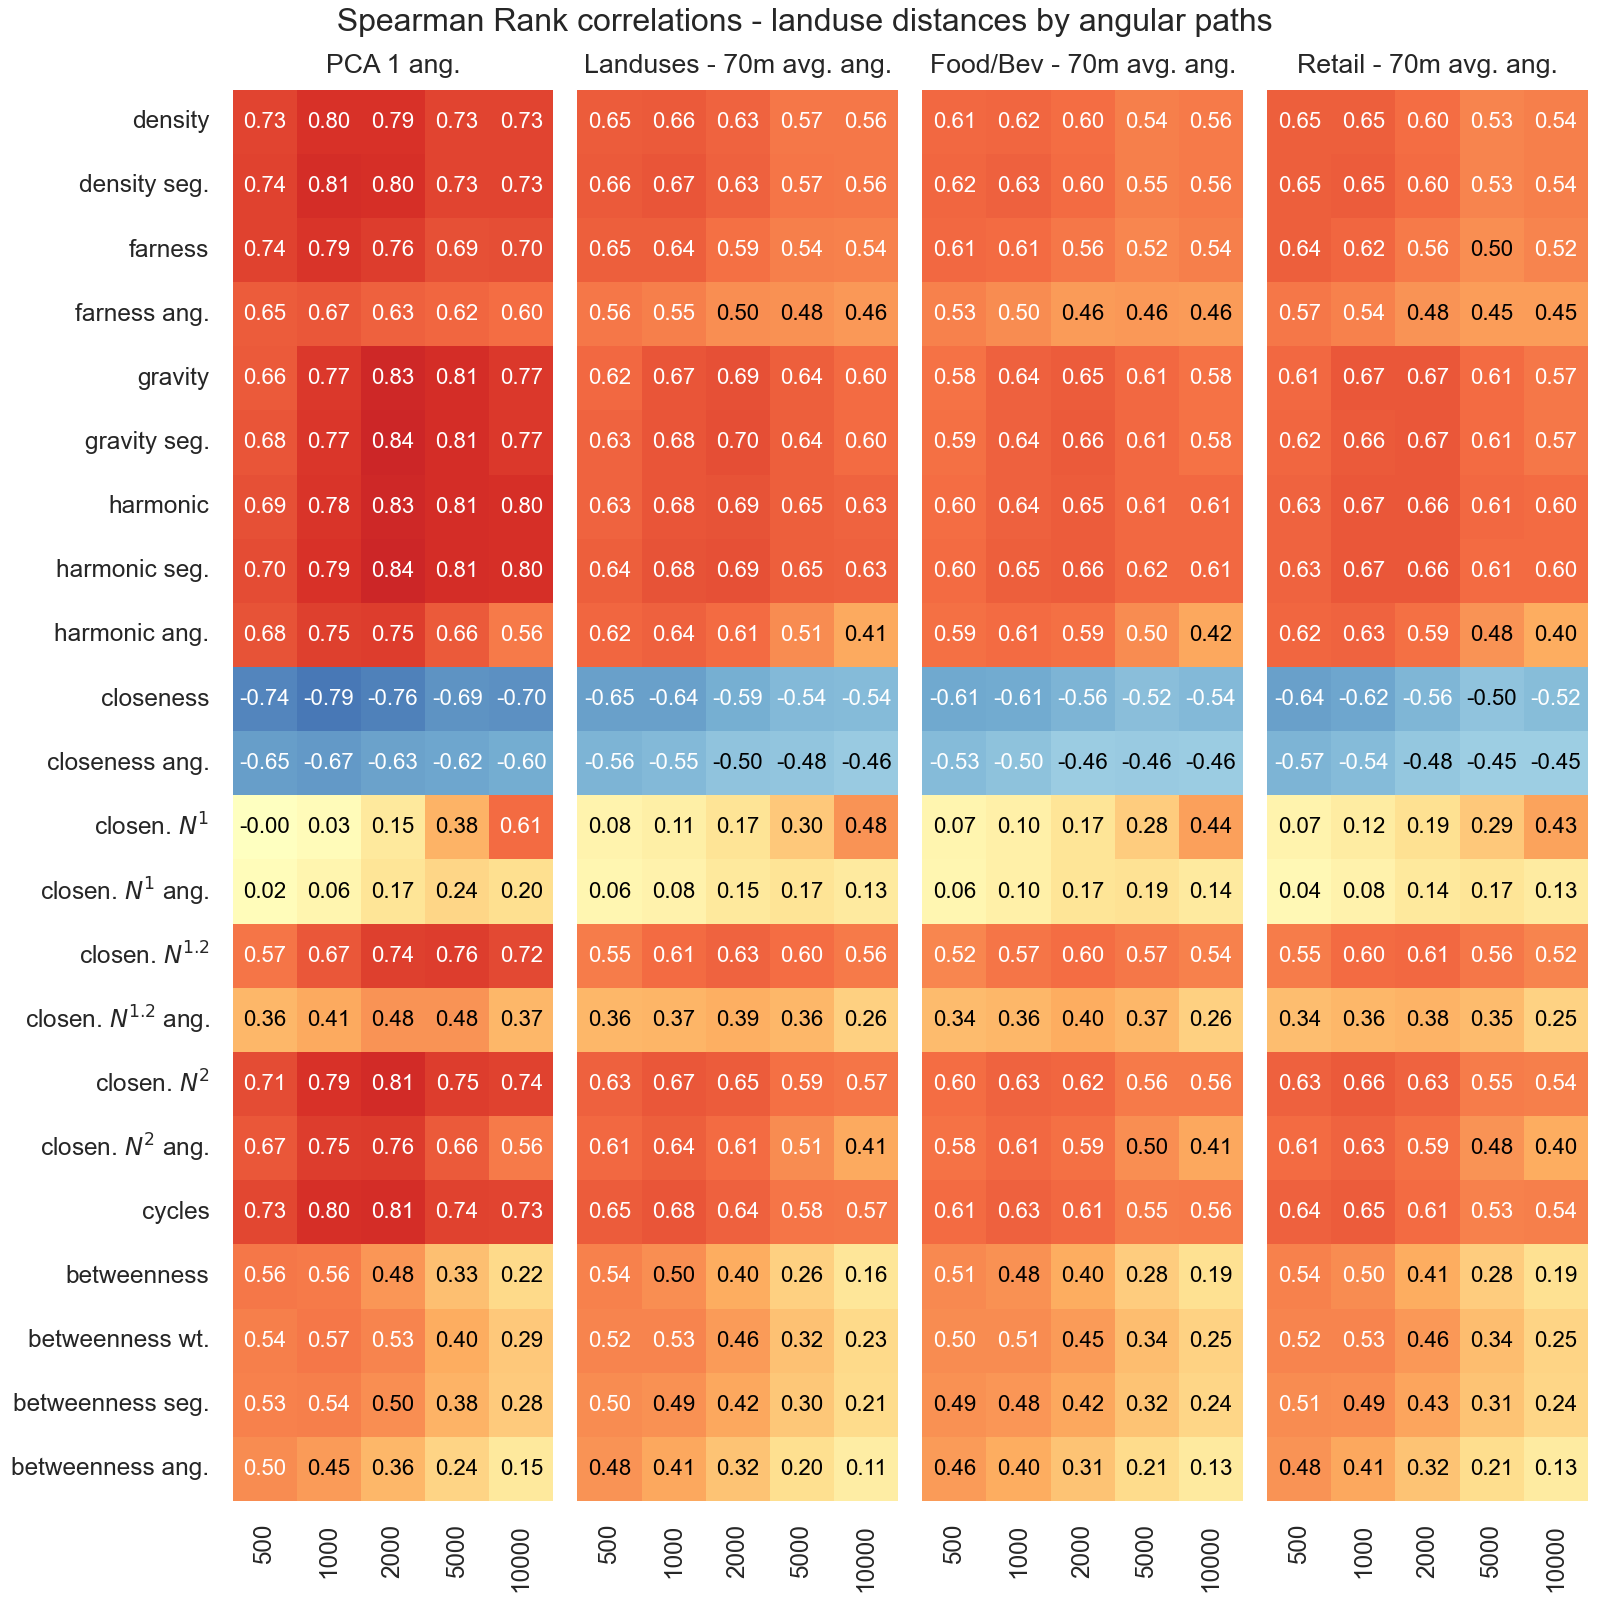 Spearman Rank correlations - landuse distances by angular paths
PCA 1 ang. Landuses - 70m avg. ang. Food/Bev - 70m avg. ang. Retail - 70m avg. ang.
density 0.73 0.80 0.79 0.73 0.73 0.65 0.66 0.63 0.57 0.56 0.61 0.62 0.60 0.54 0.56 0.65 0.65 0.60 0.53 0.54
density seg. 0.74 0.81 0.80 0.73 0.73 0.66 0.67 0.63 0.57 0.56 0.62 0.63 0.60 0.55 0.56 0.65 0.65 0.60 0.53 0.54
farness 0.74 0.79 0.76 0.69 0.70 0.65 0.64 0.59 0.54 0.54 0.61 0.61 0.56 0.52 0.54 0.64 0.62 0.56 0.50 0.52
farness ang. 0.65 0.67 0.63 0.62 0.60 0.56 0.55 0.50 0.48 0.46 0.53 0.50 0.46 0.46 0.46 0.57 0.54 0.48 0.45 0.45
gravity 0.66 0.77 0.83 0.81 0.77 0.62 0.67 0.69 0.64 0.60 0.58 0.64 0.65 0.61 0.58 0.61 0.67 0.67 0.61 0.57
gravity seg. 0.68 0.77 0.84 0.81 0.77 0.63 0.68 0.70 0.64 0.60 0.59 0.64 0.66 0.61 0.58 0.62 0.66 0.67 0.61 0.57
harmonic 0.69 0.78 0.83 0.81 0.80 0.63 0.68 0.69 0.65 0.63 0.60 0.64 0.65 0.61 0.61 0.63 0.67 0.66 0.61 0.60
harmonic seg. 0.70 0.79 0.84 0.81 0.80 0.64 0.68 0.69 0.65 0.63 0.60 0.65 0.66 0.62 0.61 0.63 0.67 0.66 0.61 0.60
harmonic ang. 0.68 0.75 0.75 0.66 0.56 0.62 0.64 0.61 0.51 0.41 0.59 0.61 0.59 0.50 0.42 0.62 0.63 0.59 0.48 0.40
closeness -0.74 -0.79 -0.76 -0.69 -0.70 -0.65 -0.64 -0.59 -0.54 -0.54 -0.61 -0.61 -0.56 -0.52 -0.54 -0.64 -0.62 -0.56 -0.50 -0.52
closeness ang. -0.65 -0.67 -0.63 -0.62 -0.60 -0.56 -0.55 -0.50 -0.48 -0.46 -0.53 -0.50 -0.46 -0.46 -0.46 -0.57 -0.54 -0.48 -0.45 -0.45
closen. N^1 -0.00 0.03 0.15 0.38 0.61 0.08 0.11 0.17 0.30 0.48 0.07 0.10 0.17 0.28 0.44 0.07 0.12 0.19 0.29 0.43
closen. N^1 ang. 0.02 0.06 0.17 0.24 0.20 0.06 0.08 0.15 0.17 0.13 0.06 0.10 0.17 0.19 0.14 0.04 0.08 0.14 0.17 0.13
closen. N^1.2 0.57 0.67 0.74 0.76 0.72 0.55 0.61 0.63 0.60 0.56 0.52 0.57 0.60 0.57 0.54 0.55 0.60 0.61 0.56 0.52
closen. N^1.2 ang. 0.36 0.41 0.48 0.48 0.37 0.36 0.37 0.39 0.36 0.26 0.34 0.36 0.40 0.37 0.26 0.34 0.36 0.38 0.35 0.25
closen. N^2 0.71 0.79 0.81 0.75 0.74 0.63 0.67 0.65 0.59 0.57 0.60 0.63 0.62 0.56 0.56 0.63 0.66 0.63 0.55 0.54
closen. N^2 ang. 0.67 0.75 0.76 0.66 0.56 0.61 0.64 0.61 0.51 0.41 0.58 0.61 0.59 0.50 0.41 0.61 0.63 0.59 0.48 0.40
cycles 0.73 0.80 0.81 0.74 0.73 0.65 0.68 0.64 0.58 0.57 0.61 0.63 0.61 0.55 0.56 0.64 0.65 0.61 0.53 0.54
betweenness 0.56 0.56 0.48 0.33 0.22 0.54 0.50 0.40 0.26 0.16 0.51 0.48 0.40 0.28 0.19 0.54 0.50 0.41 0.28 0.19
betweenness wt. 0.54 0.57 0.53 0.40 0.29 0.52 0.53 0.46 0.32 0.23 0.50 0.51 0.45 0.34 0.25 0.52 0.53 0.46 0.34 0.25
betweenness seg. 0.53 0.54 0.50 0.38 0.28 0.50 0.49 0.42 0.30 0.21 0.49 0.48 0.42 0.32 0.24 0.51 0.49 0.43 0.31 0.24
betweenness ang. 0.50 0.45 0.36 0.24 0.15 0.48 0.41 0.32 0.20 0.11 0.46 0.40 0.31 0.21 0.13 0.48 0.41 0.32 0.21 0.13
500 1000 2000 5000 10000 500 1000 2000 5000 10000 500 1000 2000 5000 10000 500 1000 2000 5000 10000